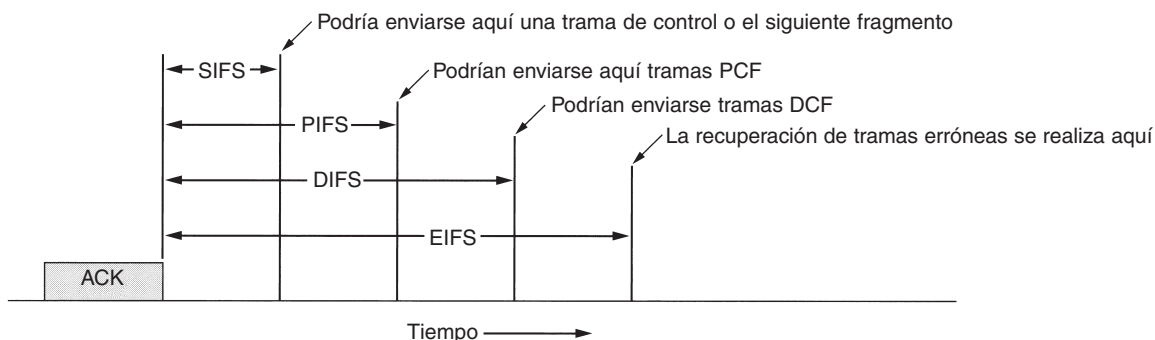 Podría enviarse aquí una trama de control o el siguiente fragmento
SIFS
Podrían enviarse aquí tramas PCF
PIFS
Podrían enviarse tramas DCF
La recuperación de tramas erróneas se realiza aquí
DIFS
EIFS
ACK
Tiempo